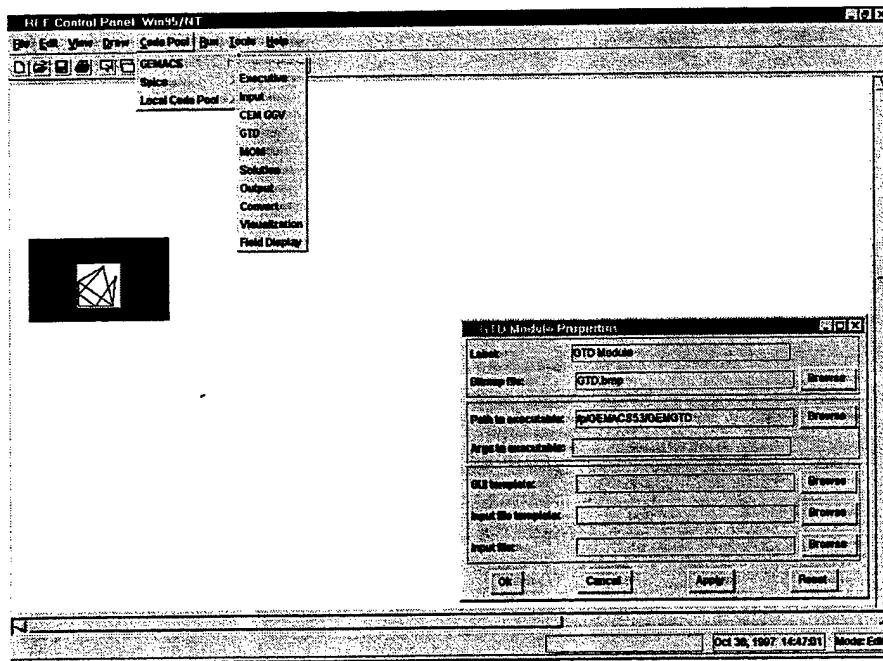 REE Control Panel Win95/NT
File Edit View Draw Code Pool Run Tools Help
GEMACS
Spice
Local Code Pool
Executive
Input
CEM GGV
GTD
MOM
Solution
Output
Convert
Visualization
Field Display
GTD Module Properties
Label: GTD Module
Bitmap file: GTD.bmp Browse
Path to executable: /p/GEMACS53/GEMGTD Browse
Args to executable:
GUI template: Browse
Input file template: Browse
Input file: Browse
Ok Cancel Apply Reset
Oct 30, 1997 14:47:01 Mode: Edit